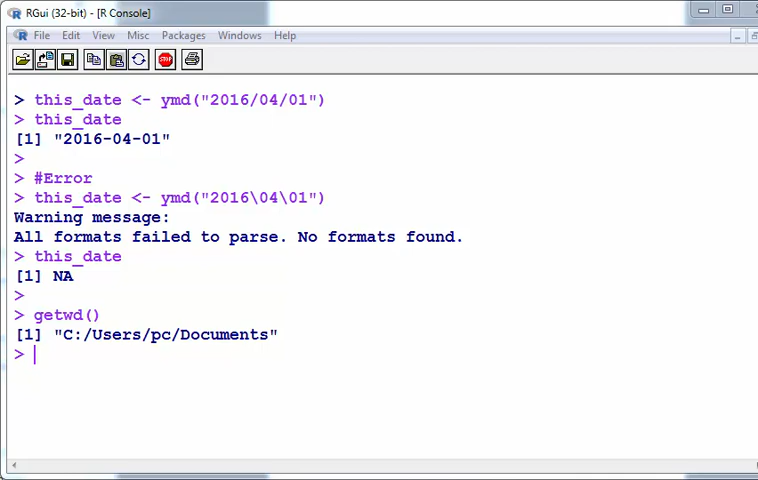 RGui (32-bit) - [R Console]
File Edit View Misc Packages Windows Help
STOP
> this_date <- ymd("2016/04/01")
> this_date
[1] "2016-04-01"
>
> #Error
> this_date <- ymd("2016\04\01")
Warning message:
All formats failed to parse. No formats found.
> this_date
[1] NA
>
> getwd()
[1] "C:/Users/pc/Documents"
>